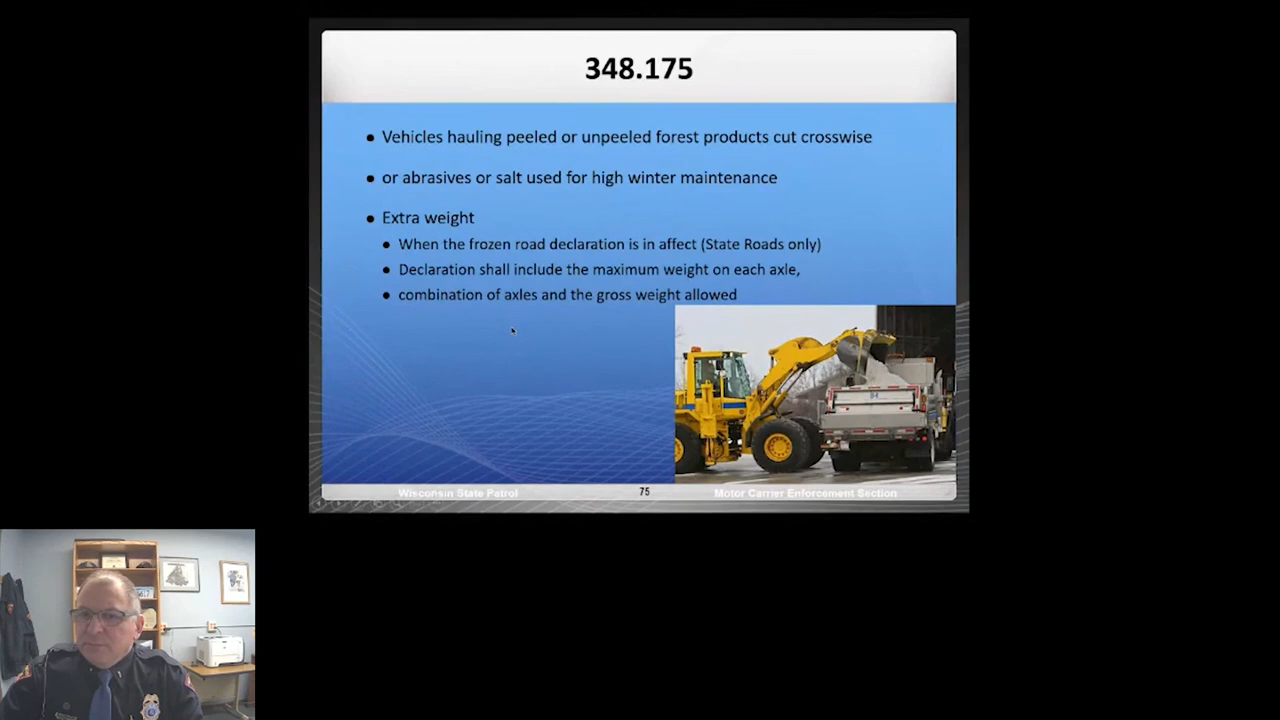 348.175
Vehicles hauling peeled or unpeeled forest products cut crosswise
or abrasives or salt used for high winter maintenance
Extra weight
When the frozen road declaration is in affect (State Roads only)
Declaration shall include the maximum weight on each axle,
combination of axles and the gross weight allowed
Wisconsin State Patrol
75
Motor Carrier Enforcement Section